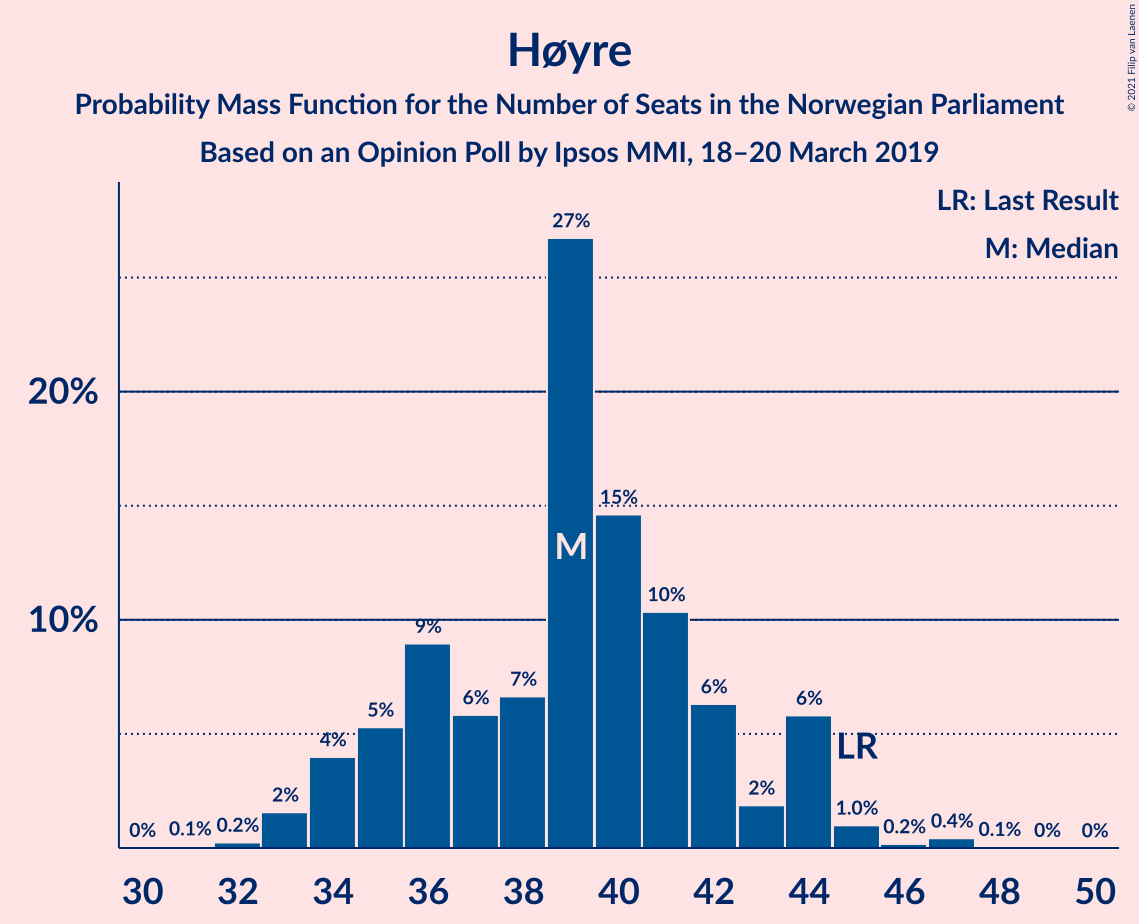 Høyre
Probability Mass Function for the Number of Seats in the Norwegian Parliament
Based on an Opinion Poll by Ipsos MMI, 18–20 March 2019
© 2021 Filip van Laenen
LR: Last Result
M: Median
20%
10%
0%
0.1%
0.2%
2%
4%
5%
9%
6%
7%
27%
M
15%
10%
6%
2%
6%
LR
1.0%
0.2%
0.4%
0.1%
0%
0%
30 32 34 36 38 40 42 44 46 48 50